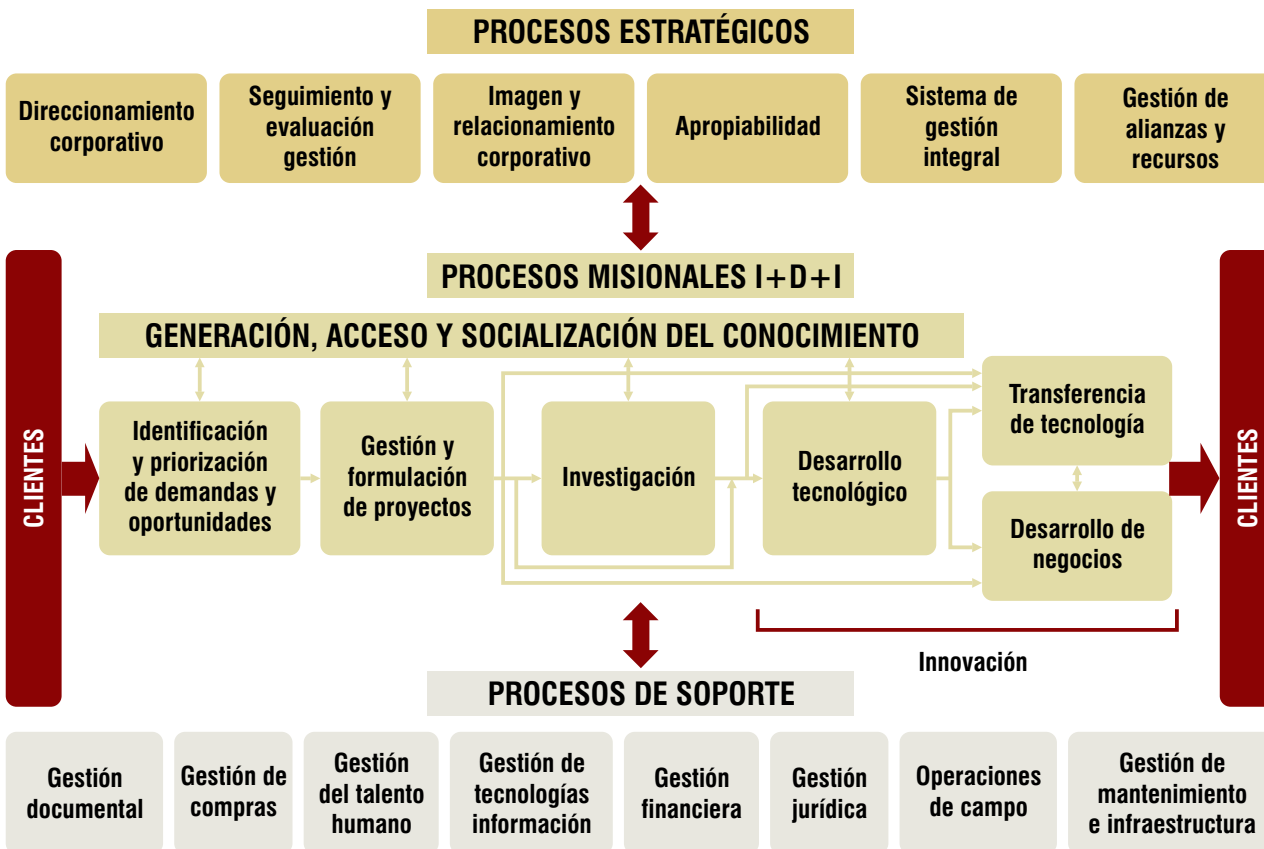 PROCESOS ESTRATÉGICOS
Direccionamiento
corporativo
Seguimiento y
evaluación
gestión
Imagen y
relacionamiento
corporativo
Apropiabilidad
Sistema de
gestión
integral
Gestión de
alianzas y
recursos
PROCESOS MISIONALES I+D+I
GENERACIÓN, ACCESO Y SOCIALIZACIÓN DEL CONOCIMIENTO
CLIENTES
Identificación
y priorización
de demandas y
oportunidades
Gestión y
formulación
de proyectos
Investigación
Desarrollo
tecnológico
Transferencia
de tecnología
Desarrollo de
negocios
CLIENTES
Innovación
PROCESOS DE SOPORTE
Gestión
documental
Gestión de
compras
Gestión
del talento
humano
Gestión de
tecnologías
información
Gestión
financiera
Gestión
jurídica
Operaciones
de campo
Gestión de
mantenimiento
e infraestructura